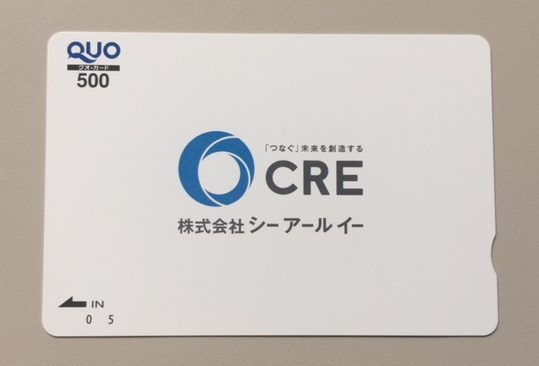 QUO
クオ・カード
500
「つなぐ」未来を創造する
CRE
株式会社 シーアールイー
IN
0 5